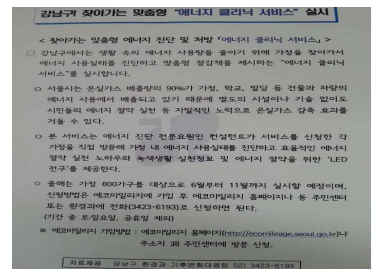 강남구! 찾아가는 맞춤형 "에너지 클리닉 서비스" 실시
< 찾아가는 맞춤형 에너지 진단 및 처방 「에너지 클리닉 서비스」 >
□ 강남구에서는 생활 속의 에너지 사용량을 줄이기 위해 가정을 찾아가서
에너지 사용실태를 진단하고 맞춤형 절감책을 제시하는 "에너지 클리닉
서비스"를 실시합니다.
○ 서울시는 온실가스 배출량의 90%가 가정, 학교, 빌딩 등 건물과 차량의
에너지 사용에서 배출되고 있기 때문에 별도의 시설이나 기술 없이도
시민들의 에너지 절약 실천 등 자발적인 노력으로 온실가스 감축 효과를
거둘 수 있다.
○ 본 서비스는 에너지 진단 전문요원인 컨설턴트가 서비스를 신청한 각
가정을 직접 방문해 가정 내 에너지 사용실태를 진단하고 효율적인 에너지
절약 실천 노하우와 녹색생활 실천정보 및 에너지 절약을 위한 'LED
전구'를 제공한다.
○ 올해는 가정 800가구를 대상으로 6월부터 11월까지 실시할 예정이며,
신청방법은 에코마일리지에 가입 후 에코마일리지 홈페이지나 동 주민센터
또는 환경과에 전화(3423-6193)로 신청하면 된다.
(기간 중 토·일요일, 공휴일 제외)
※ 에코마일리지 가입방법 : 에코마일리지 홈페이지(https://ecomileage.seoul.go.kr)나
주소지 洞 주민센터에 방문 신청.
자료제공 : 강남구 환경과 기후변화대응팀 02) 3423-6193